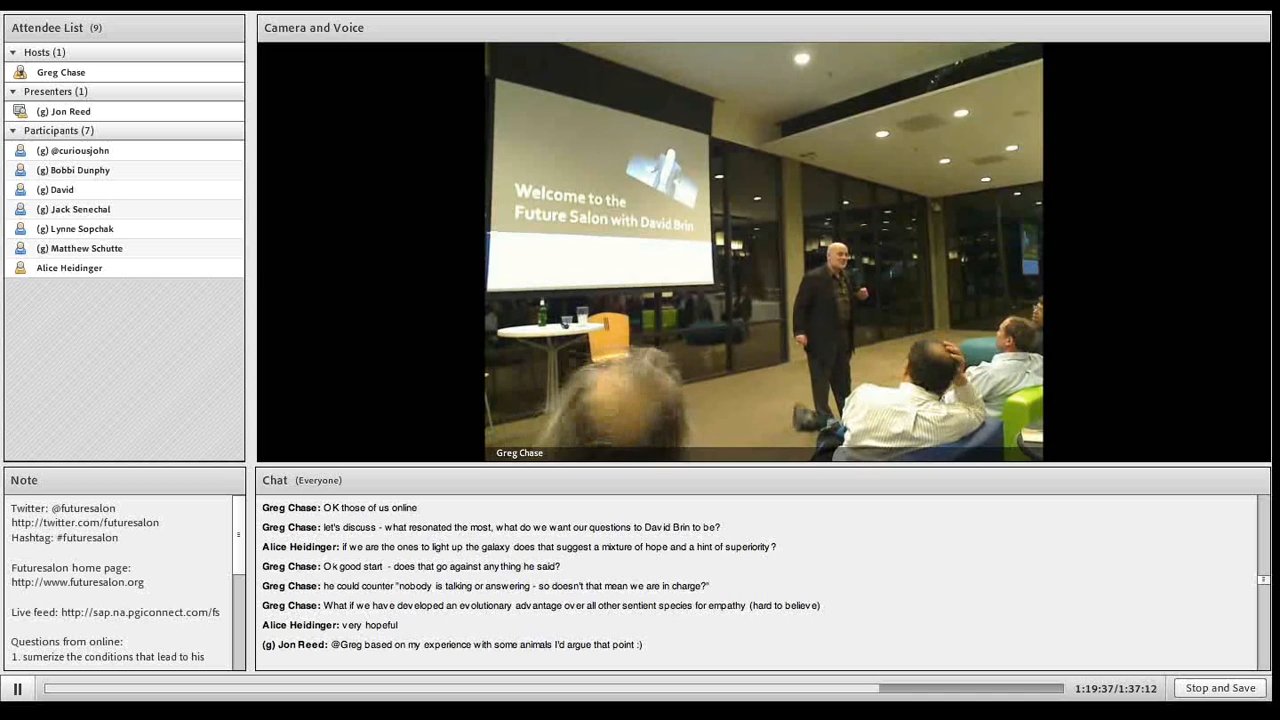 Attendee List (9)
Hosts (1)
Greg Chase
Presenters (1)
(g) Jon Reed
Participants (7)
(g) @curiousjohn
(g) Bobbi Dunphy
(g) David
(g) Jack Senechal
(g) Lynne Sopchak
(g) Matthew Schutte
Alice Heidinger
Camera and Voice
Welcome to the
Future Salon with David Brin
Greg Chase
Note
Twitter: @futuresalon
http://twitter.com/futuresalon
Hashtag: #futuresalon
Futuresalon home page:
http://www.futuresalon.org
Live feed: http://sap.na.pgiconnect.com/fs
Questions from online:
1. sumerize the conditions that lead to his
Chat (Everyone)
Greg Chase: OK those of us online
Greg Chase: let's discuss - what resonated the most, what do we want our questions to David Brin to be?
Alice Heidinger: if we are the ones to light up the galaxy does that suggest a mixture of hope and a hint of superiority?
Greg Chase: Ok good start - does that go against anything he said?
Greg Chase: he could counter "nobody is talking or answering - so doesn't that mean we are in charge?"
Greg Chase: What if we have developed an evolutionary advantage over all other sentient species for empathy (hard to believe)
Alice Heidinger: very hopeful
(g) Jon Reed: @Greg based on my experience with some animals I'd argue that point :)
1:19:37/1:37:12
Stop and Save